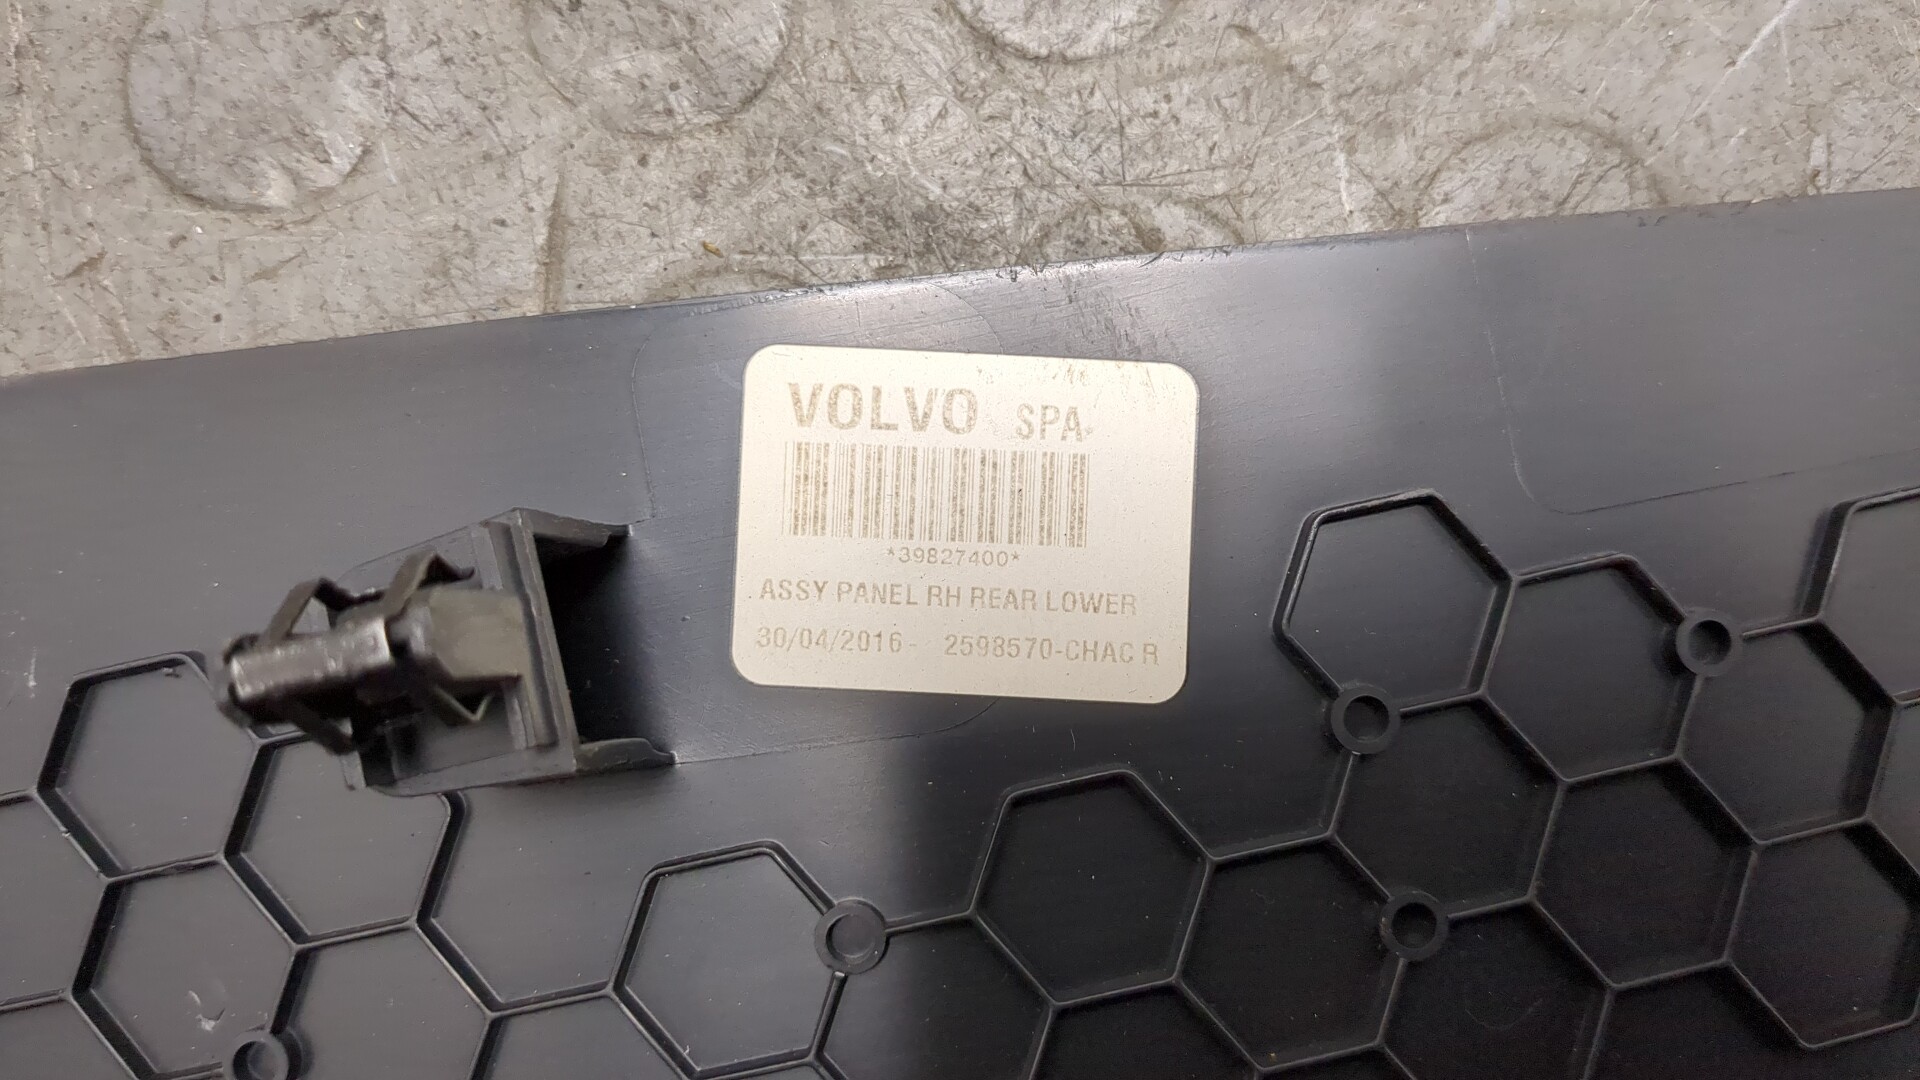 VOLVO SPA
*39827400*
ASSY PANEL RH REAR LOWER
30/04/2016- 2598570-CHAC R